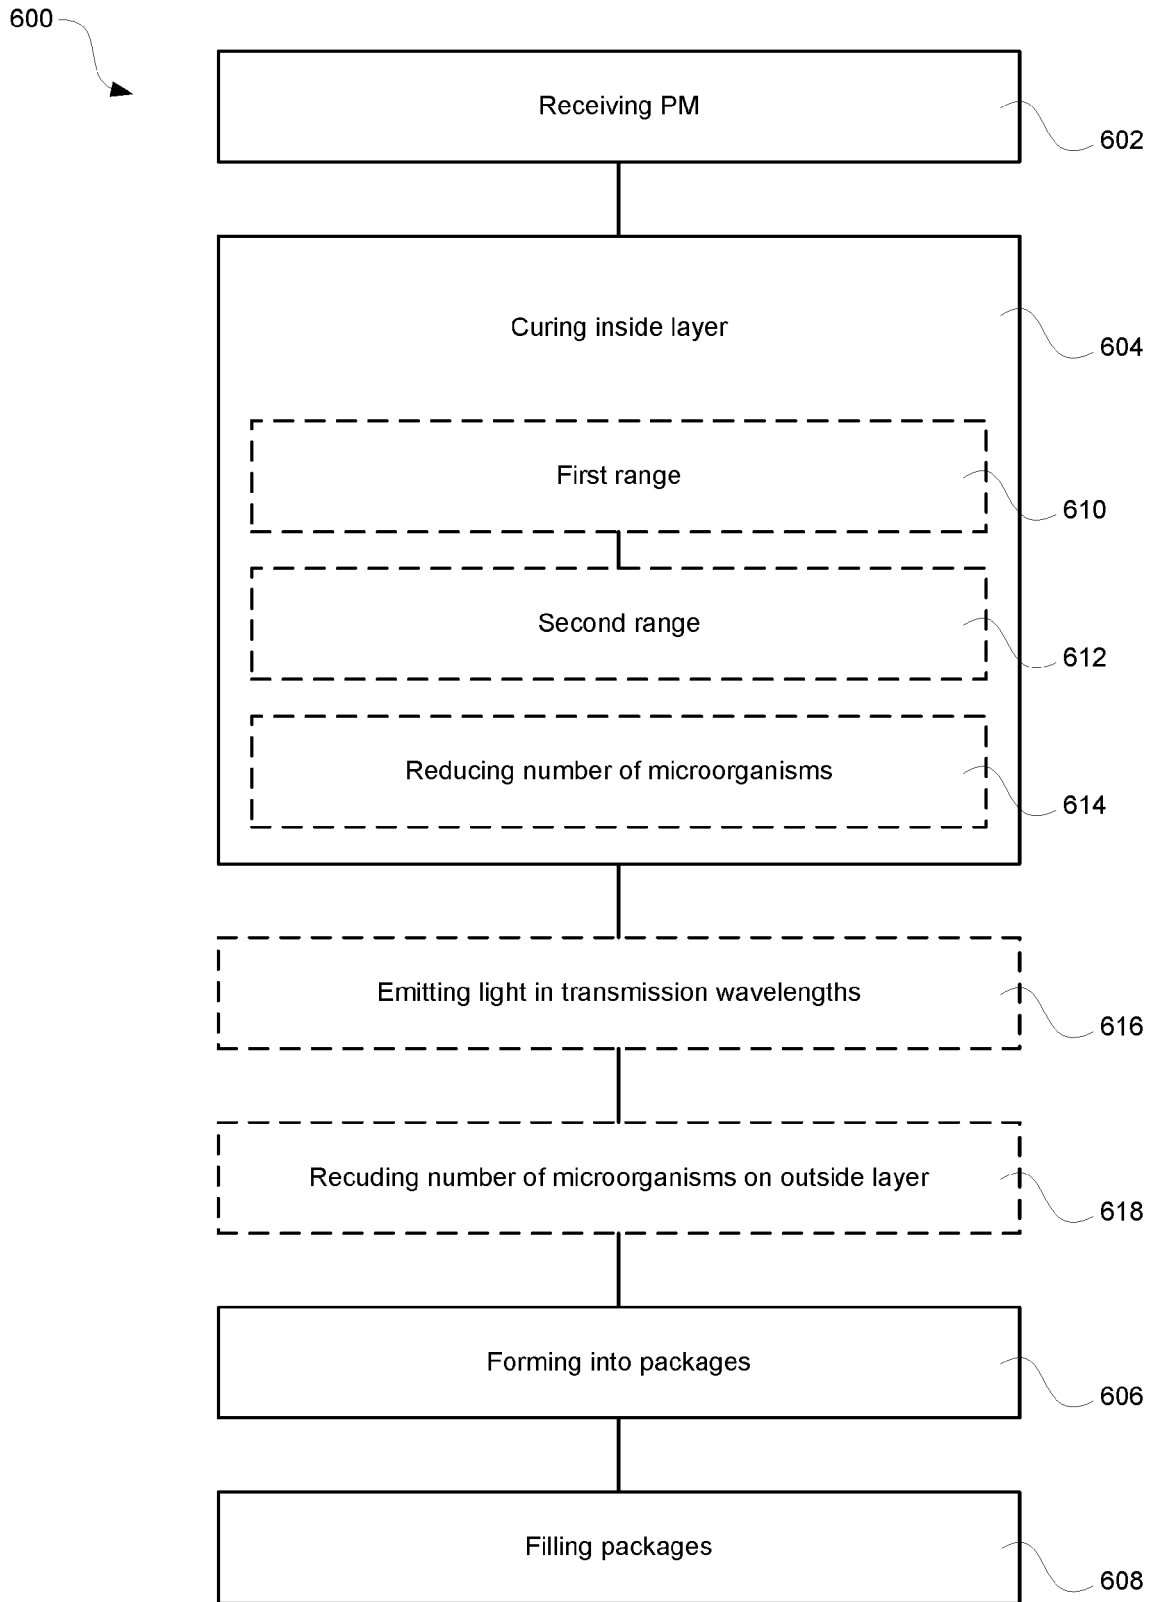 600
Receiving PM
602
Curing inside layer
604
First range
610
Second range
612
Reducing number of microorganisms
614
Emitting light in transmission wavelengths
616
Recuding number of microorganisms on outside layer
618
Forming into packages
606
Filling packages
608